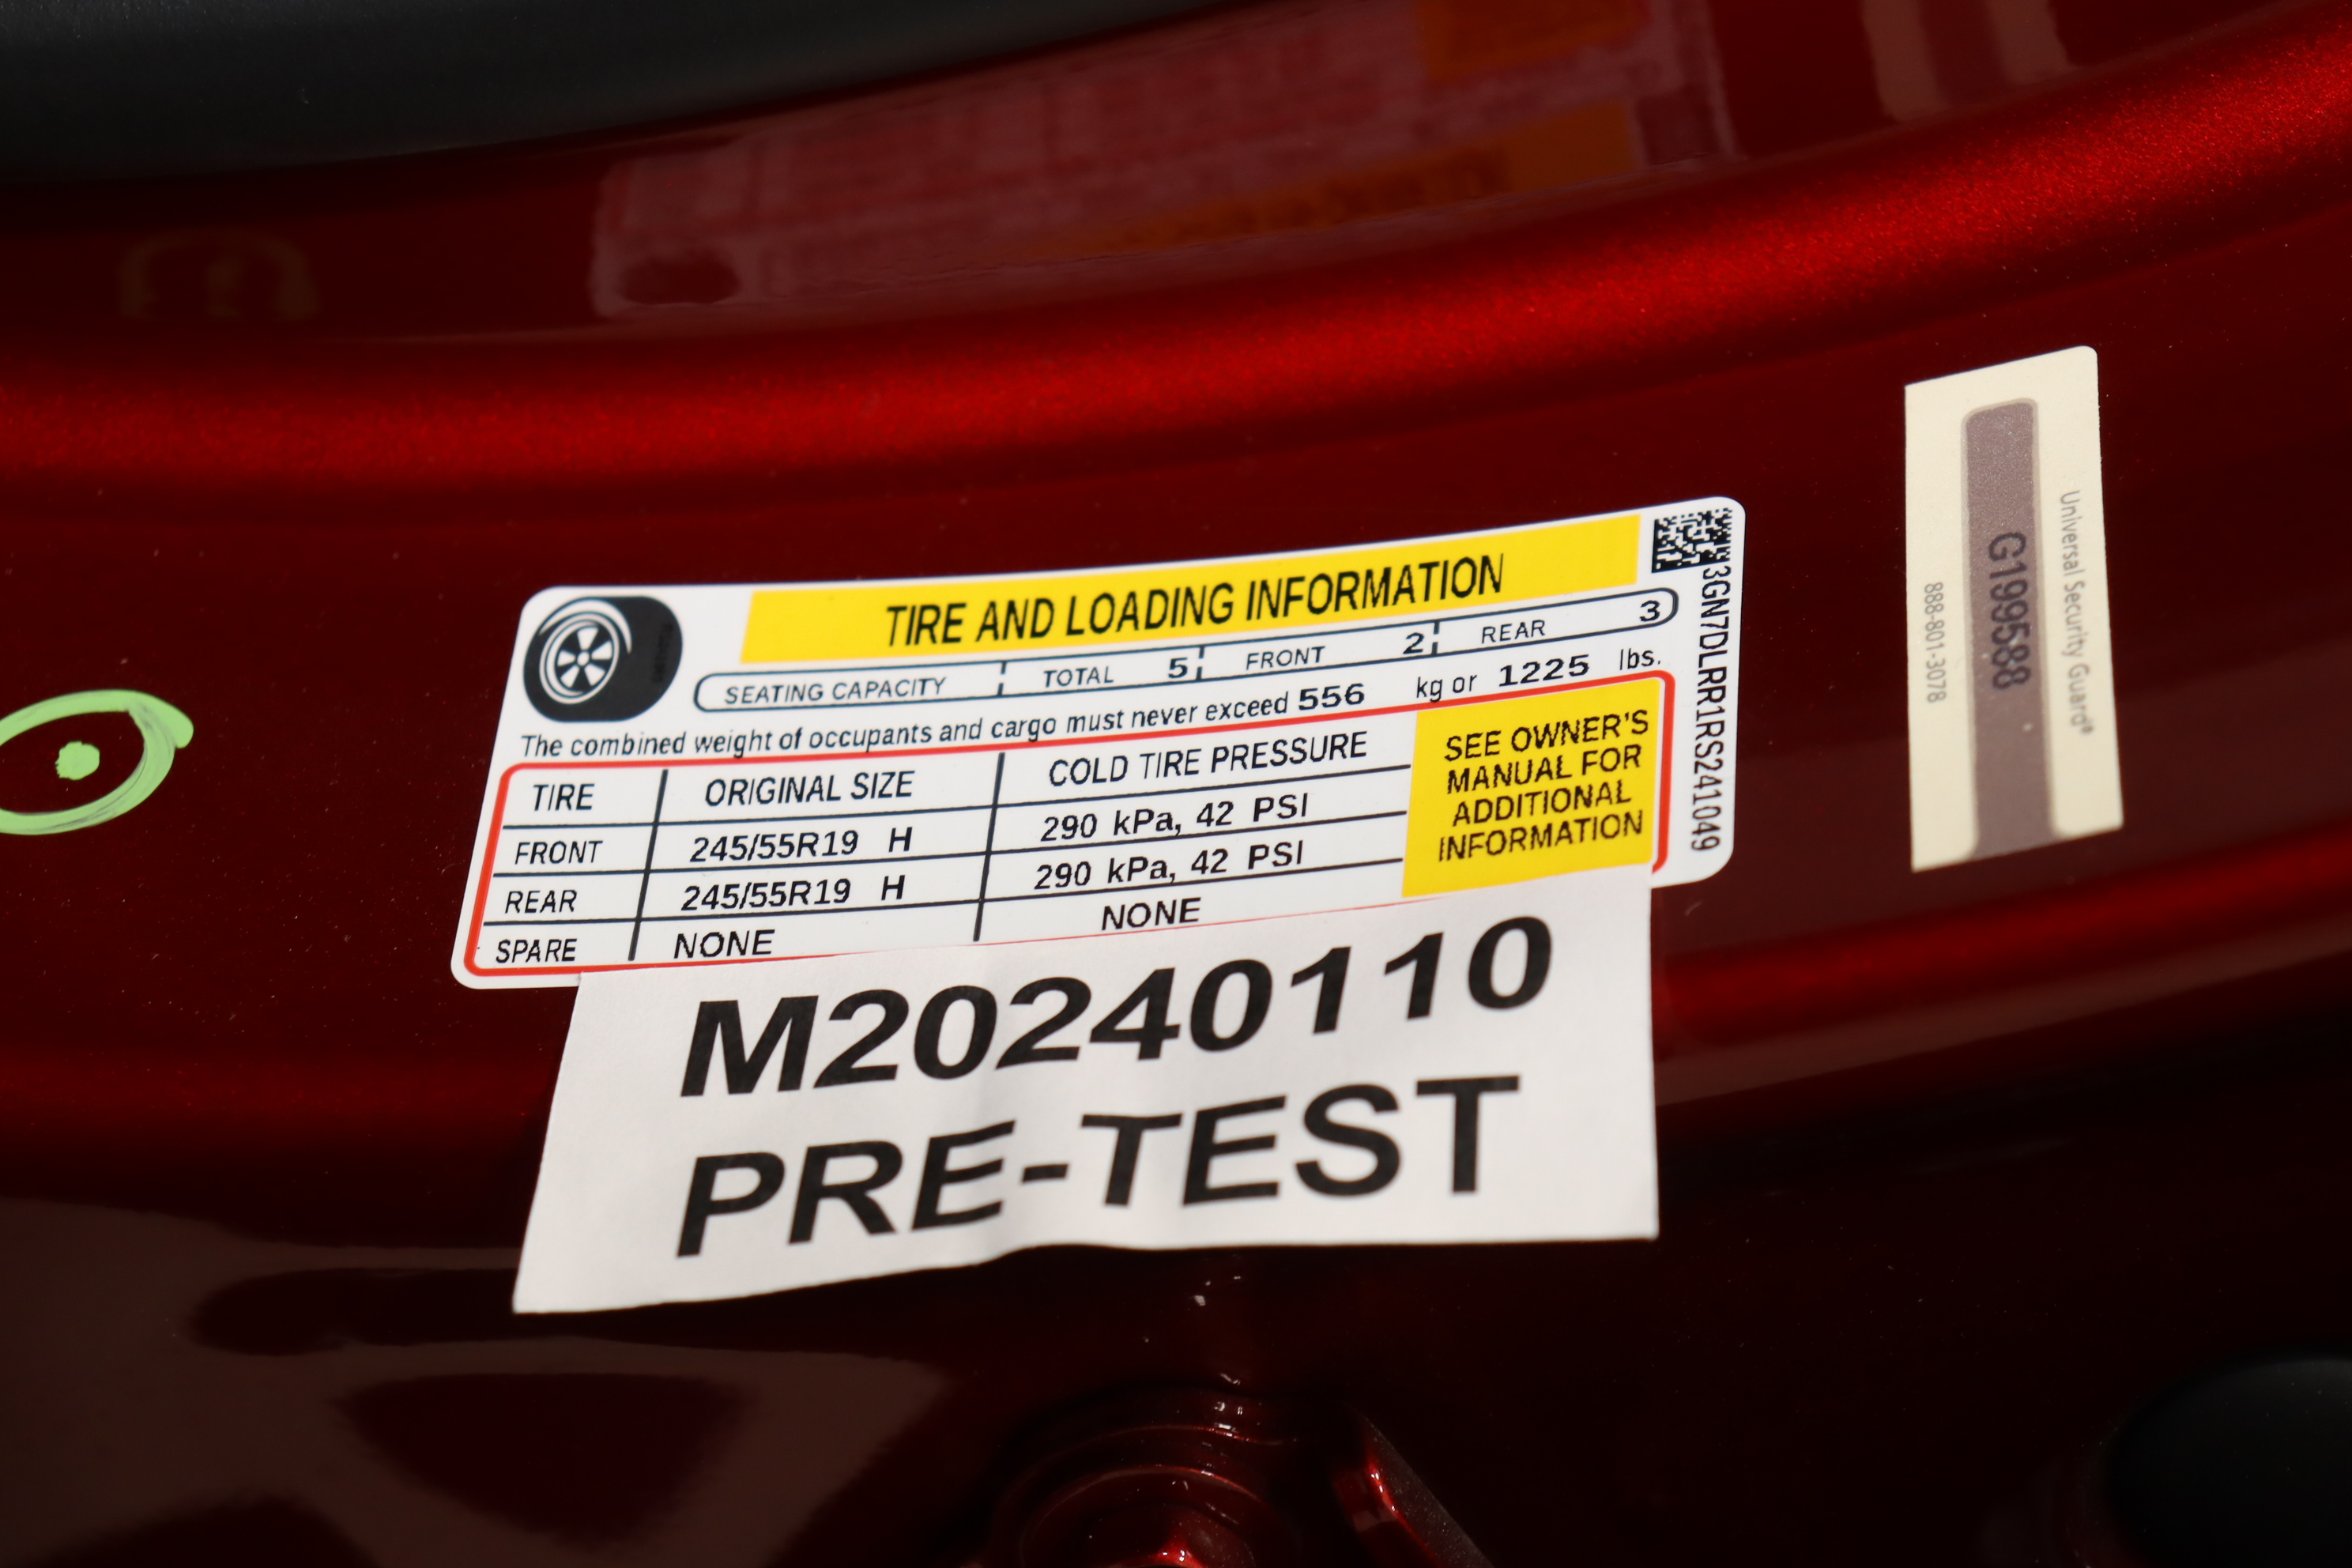 TIRE AND LOADING INFORMATION
SEATING CAPACITY TOTAL 5 FRONT 2 REAR 3
The combined weight of occupants and cargo must never exceed 556 kg or 1225 lbs.
TIRE ORIGINAL SIZE COLD TIRE PRESSURE
FRONT 245/55R19 H 290 kPa, 42 PSI
REAR 245/55R19 H 290 kPa, 42 PSI
SPARE NONE NONE
SEE OWNER'S
MANUAL FOR
ADDITIONAL
INFORMATION
3GN7DLRR1RS241049
M20240110
PRE-TEST
Universal Security Guard®
G199588
888-801-3078